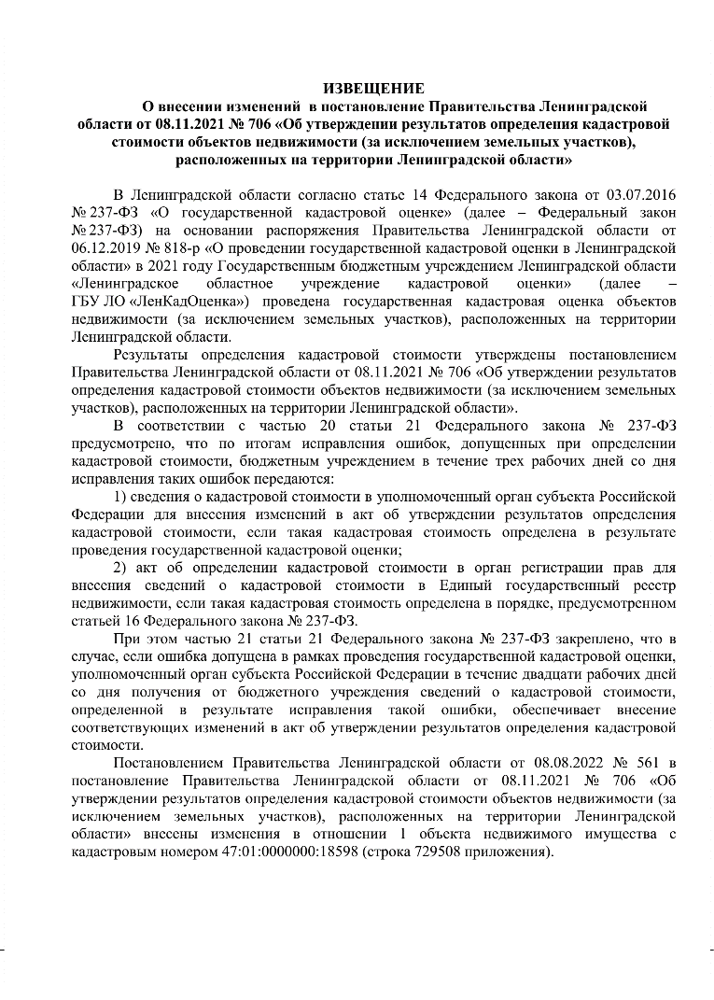 ИЗВЕЩЕНИЕ
О внесении изменений в постановление Правительства Ленинградской
области от 08.11.2021 № 706 «Об утверждении результатов определения кадастровой
стоимости объектов недвижимости (за исключением земельных участков),
расположенных на территории Ленинградской области»
В Ленинградской области согласно статье 14 Федерального закона от 03.07.2016
№ 237-ФЗ «О государственной кадастровой оценке» (далее – Федеральный закон
№ 237-ФЗ) на основании распоряжения Правительства Ленинградской области от
06.12.2019 № 818-р «О проведении государственной кадастровой оценки в Ленинградской
области» в 2021 году Государственным бюджетным учреждением Ленинградской области
«Ленинградское областное учреждение кадастровой оценки» (далее –
ГБУ ЛО «ЛенКадОценка») проведена государственная кадастровая оценка объектов
недвижимости (за исключением земельных участков), расположенных на территории
Ленинградской области.
Результаты определения кадастровой стоимости утверждены постановлением
Правительства Ленинградской области от 08.11.2021 № 706 «Об утверждении результатов
определения кадастровой стоимости объектов недвижимости (за исключением земельных
участков), расположенных на территории Ленинградской области».
В соответствии с частью 20 статьи 21 Федерального закона № 237-ФЗ
предусмотрено, что по итогам исправления ошибок, допущенных при определении
кадастровой стоимости, бюджетным учреждением в течение трех рабочих дней со дня
исправления таких ошибок передаются:
1) сведения о кадастровой стоимости в уполномоченный орган субъекта Российской
Федерации для внесения изменений в акт об утверждении результатов определения
кадастровой стоимости, если такая кадастровая стоимость определена в результате
проведения государственной кадастровой оценки;
2) акт об определении кадастровой стоимости в орган регистрации прав для
внесения сведений о кадастровой стоимости в Единый государственный реестр
недвижимости, если такая кадастровая стоимость определена в порядке, предусмотренном
статьей 16 Федерального закона № 237-ФЗ.
При этом частью 21 статьи 21 Федерального закона № 237-ФЗ закреплено, что в
случае, если ошибка допущена в рамках проведения государственной кадастровой оценки,
уполномоченный орган субъекта Российской Федерации в течение двадцати рабочих дней
со дня получения от бюджетного учреждения сведений о кадастровой стоимости,
определенной в результате исправления такой ошибки, обеспечивает внесение
соответствующих изменений в акт об утверждении результатов определения кадастровой
стоимости.
Постановлением Правительства Ленинградской области от 08.08.2022 № 561 в
постановление Правительства Ленинградской области от 08.11.2021 № 706 «Об
утверждении результатов определения кадастровой стоимости объектов недвижимости (за
исключением земельных участков), расположенных на территории Ленинградской
области» внесены изменения в отношении 1 объекта недвижимого имущества с
кадастровым номером 47:01:0000000:18598 (строка 729508 приложения).